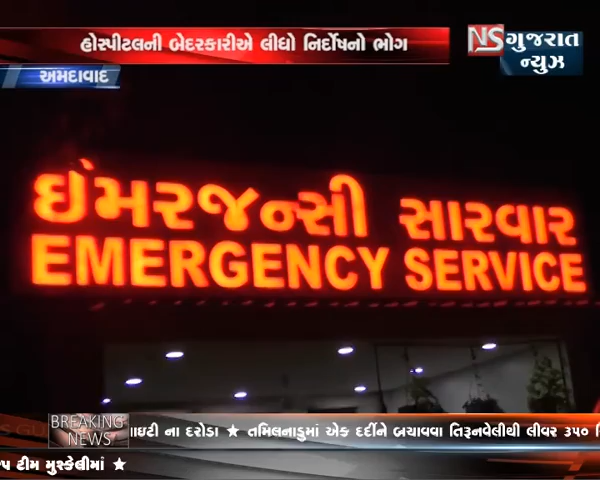 હોસ્પીટલની બેદરકારીએ લીધો નિર્દોષનો ભોગ
NS ગુજરાત
ન્યુઝ
અમદાવાદ
ઇમરજન્સી સારવાર
EMERGENCY SERVICE
BREAKING
NEWS
ના દરોડા ★ તમિલનાડુમાં એક દર્દીને બચાવવા તિરૂનવેલીથી લીવર ૩૫૦
ટીમ મુશ્કેલીમાં ★